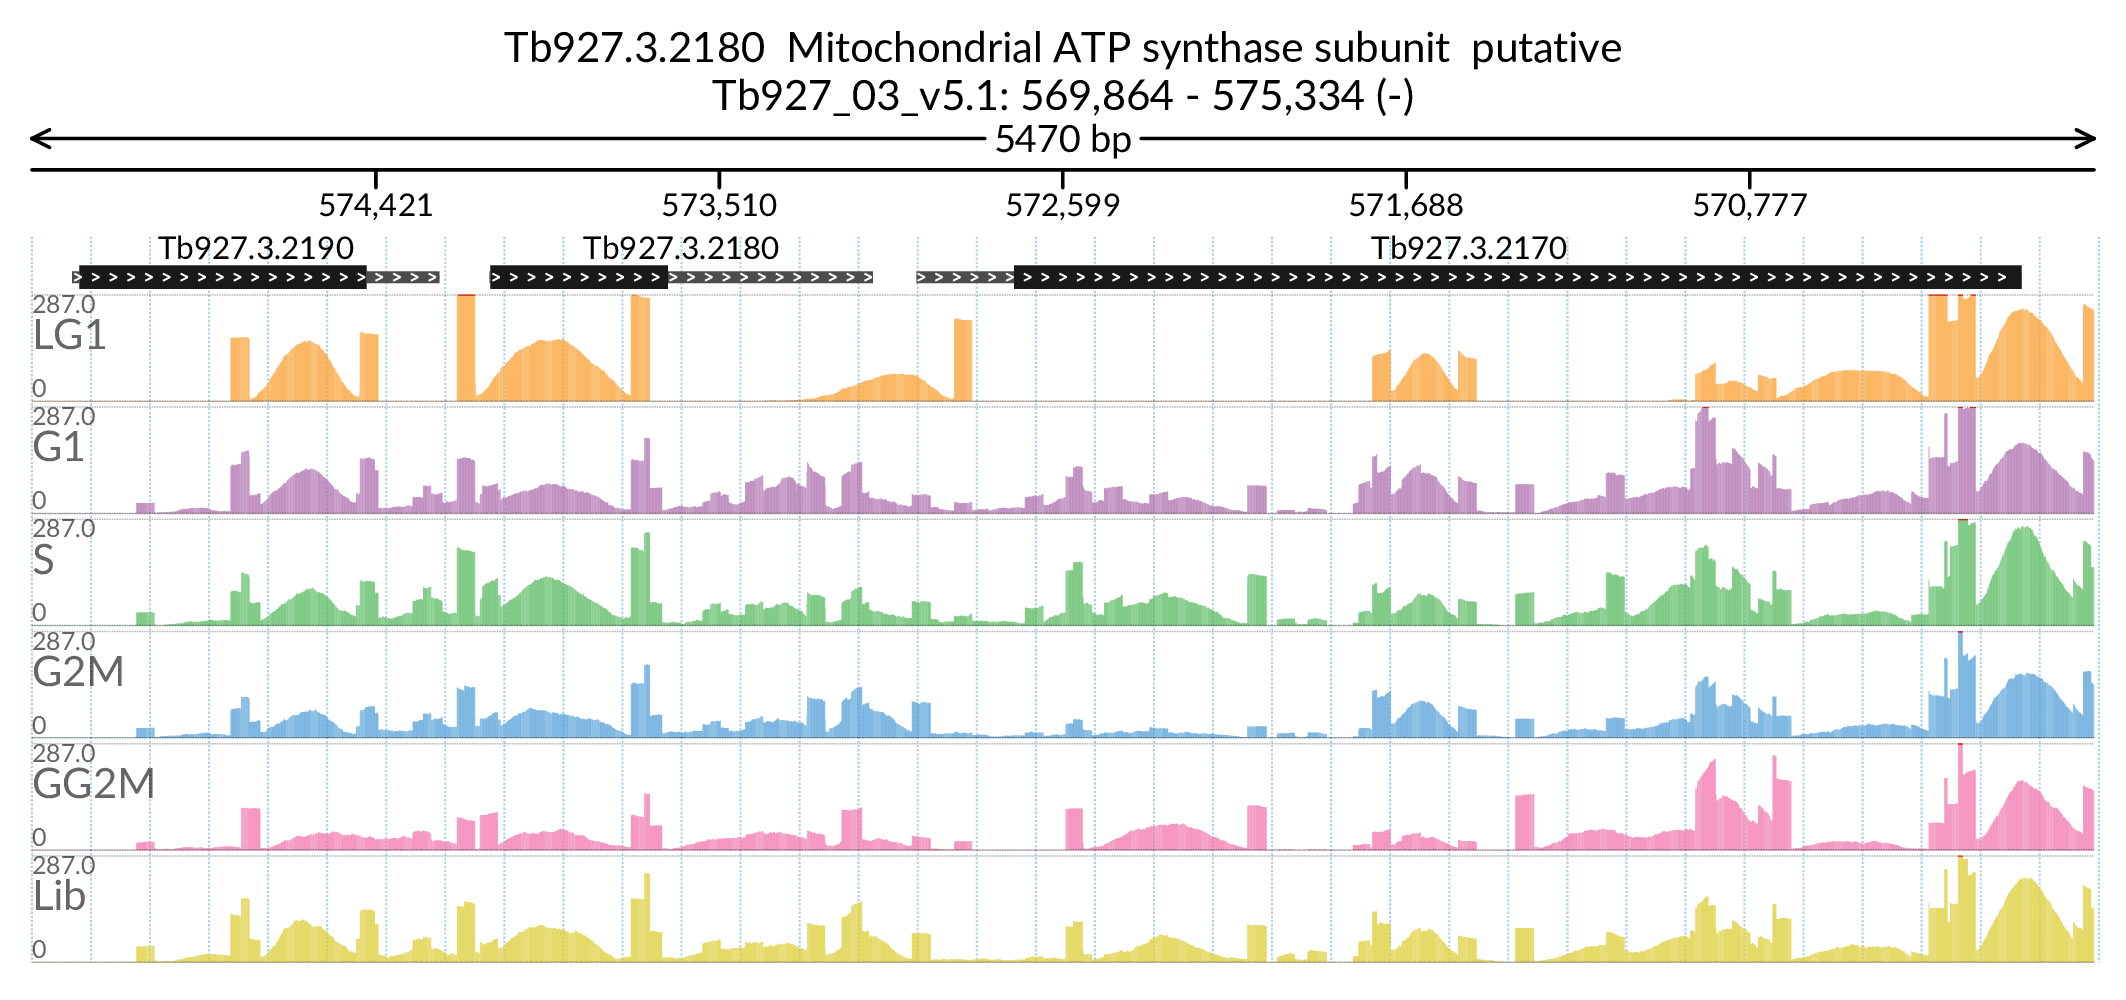 Tb927.3.2180 Mitochondrial ATP synthase subunit putative
Tb927_03_v5.1: 569,864 - 575,334 (-)
5470 bp
574,421 573,510 572,599 571,688 570,777
Tb927.3.2190 Tb927.3.2180 Tb927.3.2170
287.0
LG1
0
287.0
G1
0
287.0
S
0
287.0
G2M
0
287.0
GG2M
0
287.0
Lib
0